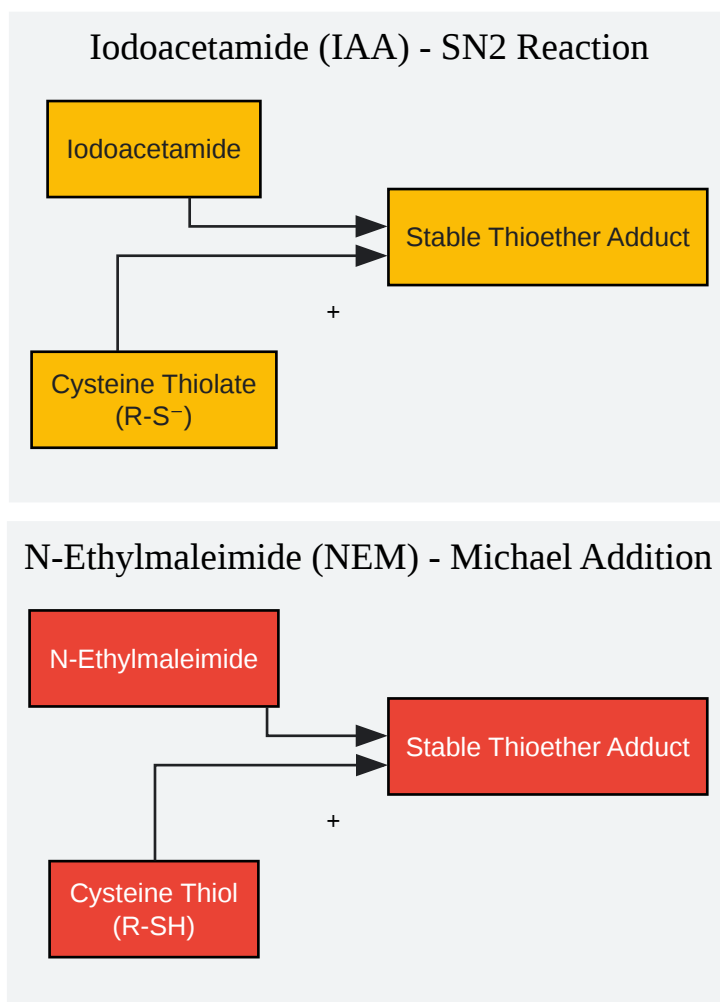 Iodoacetamide (IAA) - SN2 Reaction
Iodoacetamide
Stable Thioether Adduct
+
Cysteine Thiolate
(R-S⁻)
N-Ethylmaleimide (NEM) - Michael Addition
N-Ethylmaleimide
Stable Thioether Adduct
+
Cysteine Thiol
(R-SH)